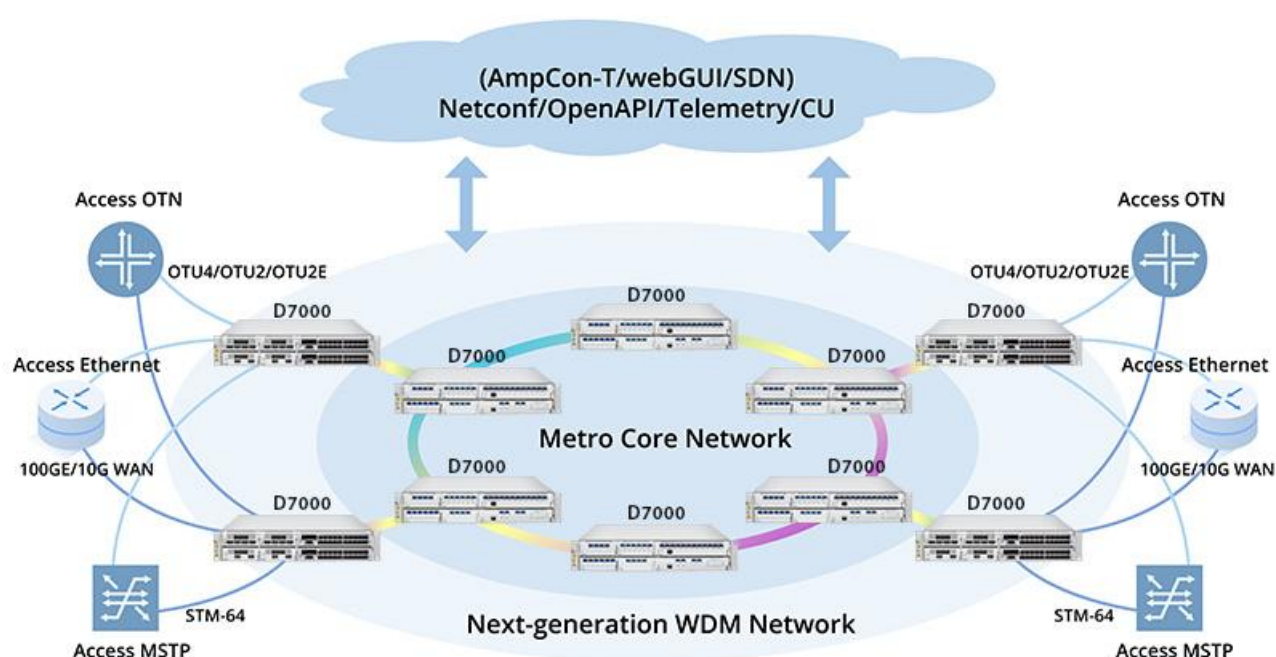 (AmpCon-T/webGUI/SDN)
Netconf/OpenAPI/Telemetry/CU
Access OTN
Access OTN
OTU4/OTU2/OTU2E
OTU4/OTU2/OTU2E
D7000
D7000
D7000
D7000
D7000
Access Ethernet
Access Ethernet
Metro Core Network
100GE/10G WAN
100GE/10G WAN
D7000
D7000
D7000
D7000
D7000
STM-64
STM-64
Next-generation WDM Network
Access MSTP
Access MSTP